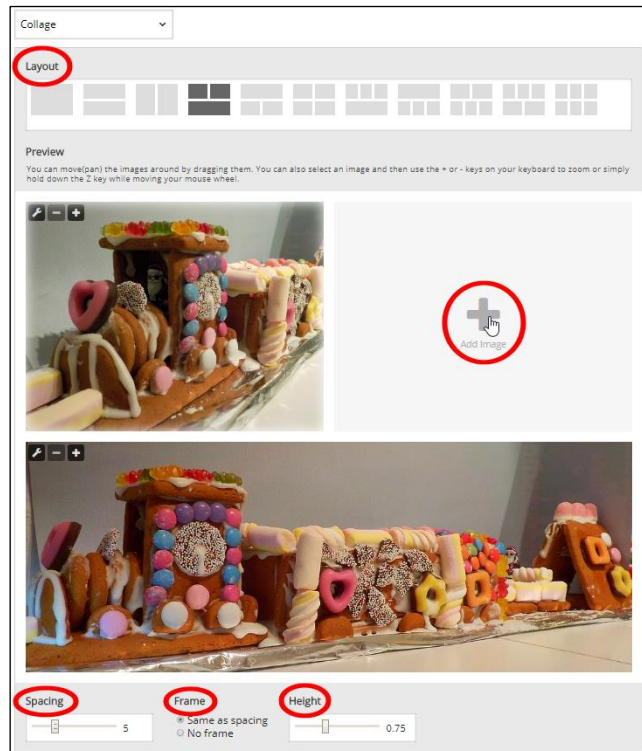 Collage
Layout
Preview
You can move(pan) the images around by dragging them. You can also select an image and then use the + or - keys on your keyboard to zoom or simply
hold down the Z key while moving your mouse wheel.
Add Image
Spacing
Frame
Height
5
Same as spacing
No frame
0.75